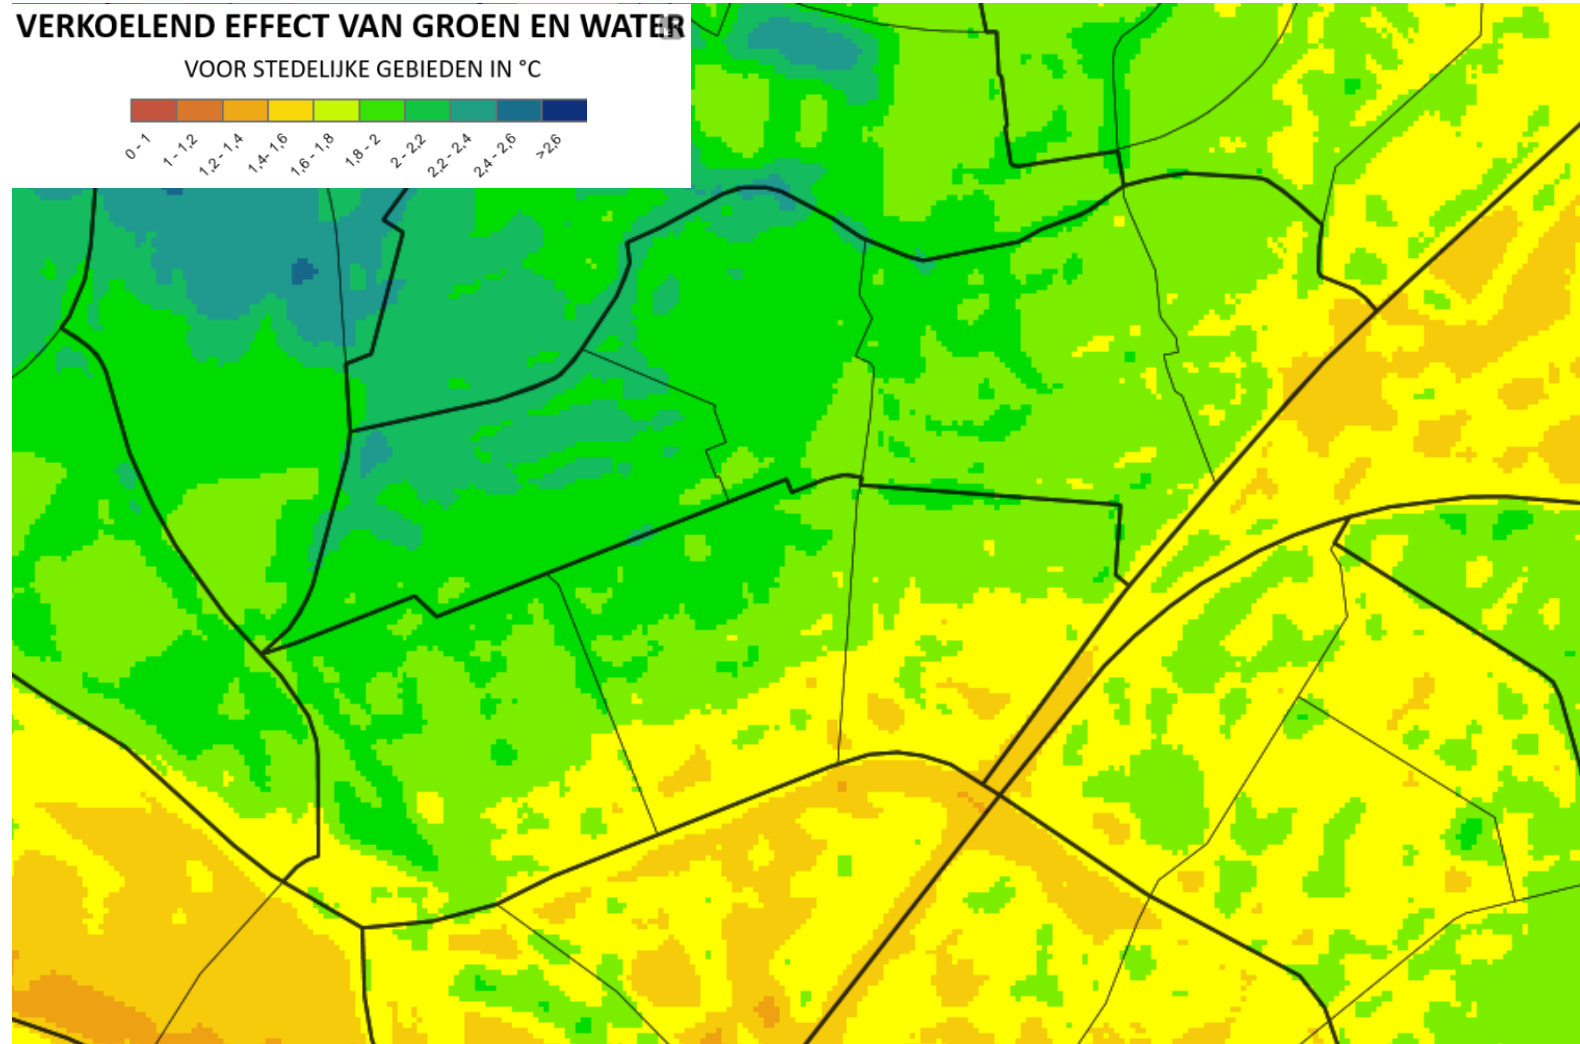 VERKOELEND EFFECT VAN GROEN EN WATER
VOOR STEDELIJKE GEBIEDEN IN °C
0 - 1
1 - 1,2
1,2 - 1,4
1,4- 1,6
1,6 - 1,8
1,8 - 2
2 - 2,2
2,2 - 2,4
2,4 - 2,6
>2,6